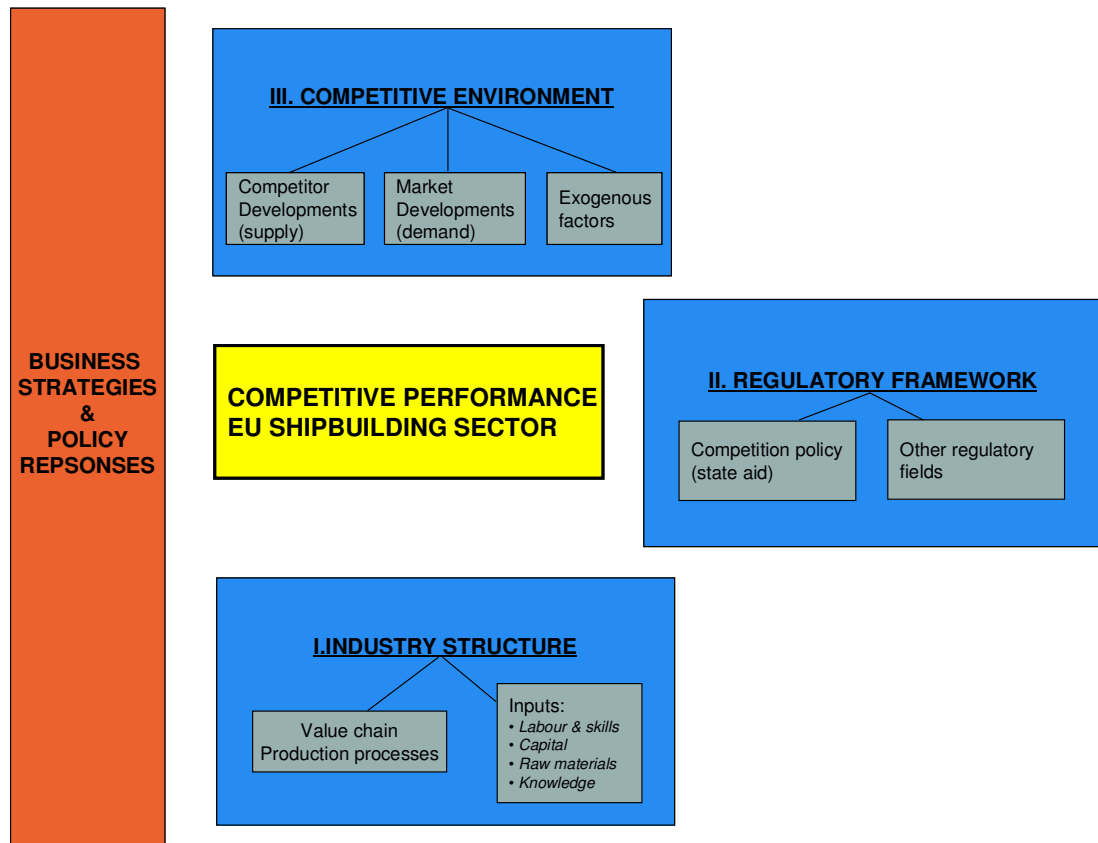 III. COMPETITIVE ENVIRONMENT
Competitor
Developments
(supply)
Market
Developments
(demand)
Exogenous
factors
BUSINESS
STRATEGIES
&
POLICY
REPSONSES
COMPETITIVE PERFORMANCE
EU SHIPBUILDING SECTOR
II. REGULATORY FRAMEWORK
Competition policy
(state aid)
Other regulatory
fields
I.INDUSTRY STRUCTURE
Value chain
Production processes
Inputs:
• Labour & skills
• Capital
• Raw materials
• Knowledge